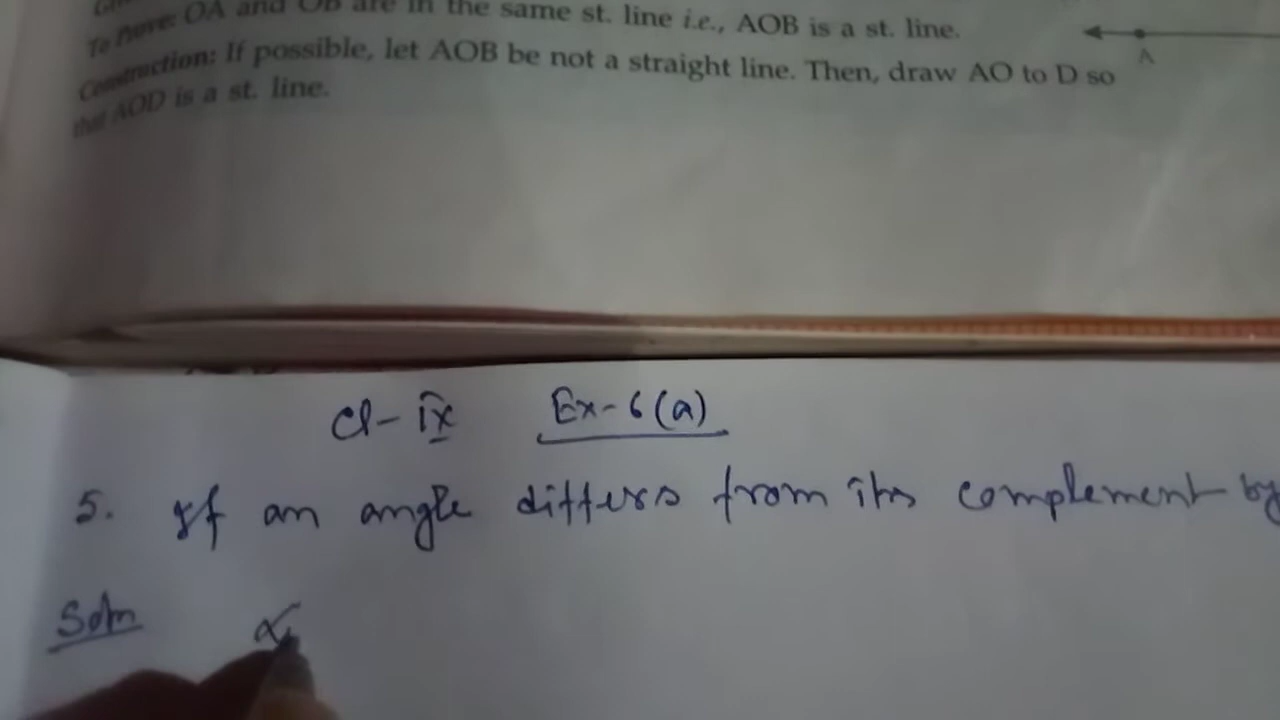 To Prove: OA and OB are in the same st. line i.e., AOB is a st. line.
Construction: If possible, let AOB be not a straight line. Then, draw AO to D so
that AOD is a st. line.
A
Cl- IX Ex-6(a)
5. If an angle differs from its complement by
Soln